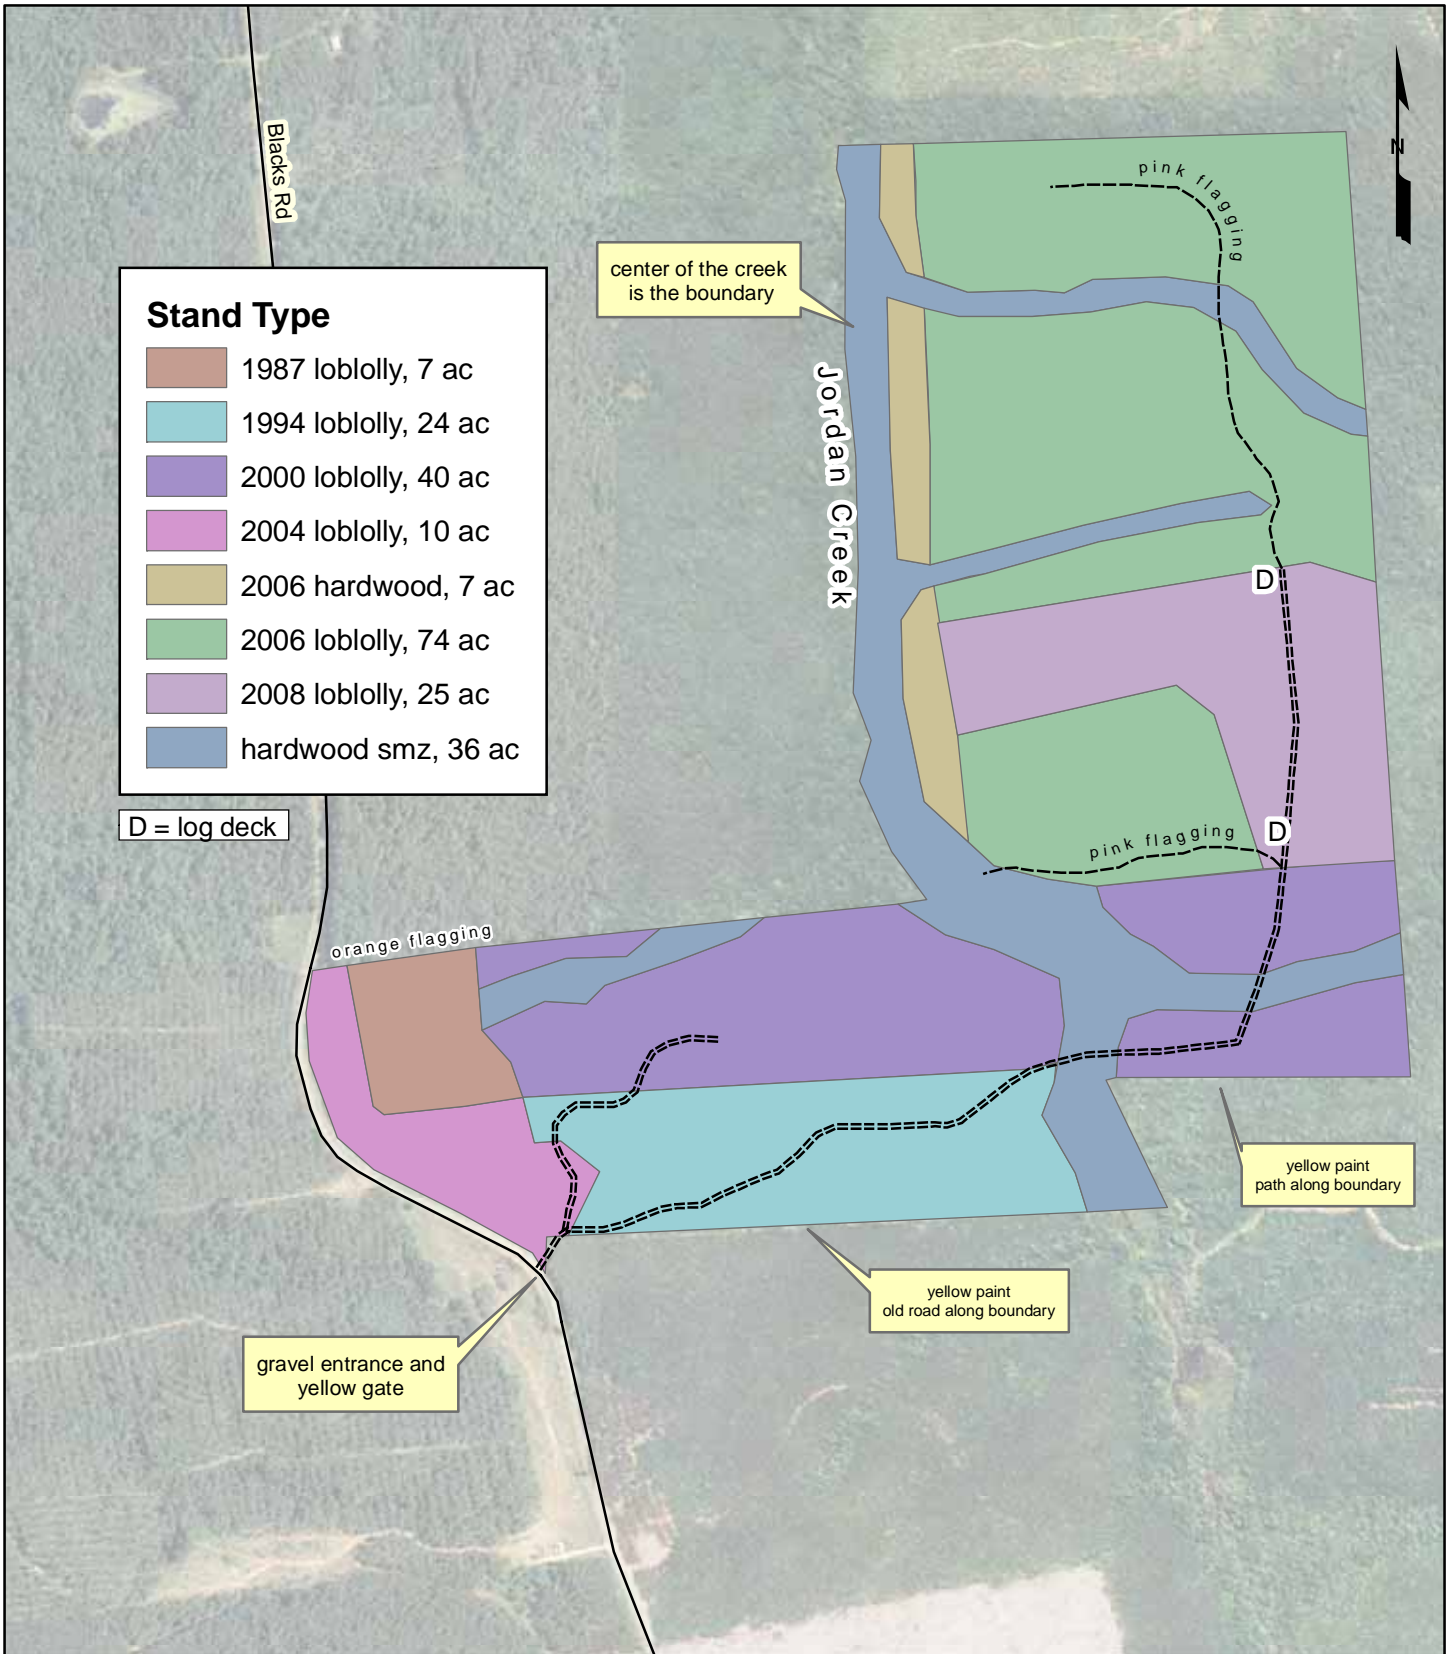 Blacks Rd
N
pink flagging
center of the creek
is the boundary
Stand Type
1987 loblolly, 7 ac
1994 loblolly, 24 ac
2000 loblolly, 40 ac
2004 loblolly, 10 ac
2006 hardwood, 7 ac
2006 loblolly, 74 ac
2008 loblolly, 25 ac
hardwood smz, 36 ac
D = log deck
Jordan Creek
D
D
pink flagging
orange flagging
yellow paint
path along boundary
yellow paint
old road along boundary
gravel entrance and
yellow gate